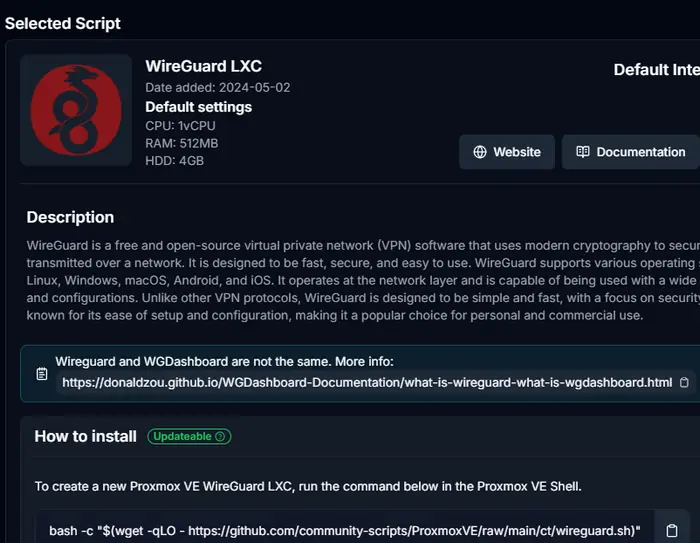 Selected Script
WireGuard LXC
Default Inte
Date added: 2024-05-02
Default settings
CPU: 1vCPU
RAM: 512MB
HDD: 4GB
Website
Documentation
Description
WireGuard is a free and open-source virtual private network (VPN) software that uses modern cryptography to secur
transmitted over a network. It is designed to be fast, secure, and easy to use. WireGuard supports various operating s
Linux, Windows, macOS, Android, and iOS. It operates at the network layer and is capable of being used with a wide
and configurations. Unlike other VPN protocols, WireGuard is designed to be simple and fast, with a focus on security
known for its ease of setup and configuration, making it a popular choice for personal and commercial use.
Wireguard and WGDashboard are not the same. More info:
https://donaldzou.github.io/WGDashboard-Documentation/what-is-wireguard-what-is-wgdashboard.html
How to install
Updateable
To create a new Proxmox VE WireGuard LXC, run the command below in the Proxmox VE Shell.
bash -c "$(wget -qLO - https://github.com/community-scripts/ProxmoxVE/raw/main/ct/wireguard.sh)"